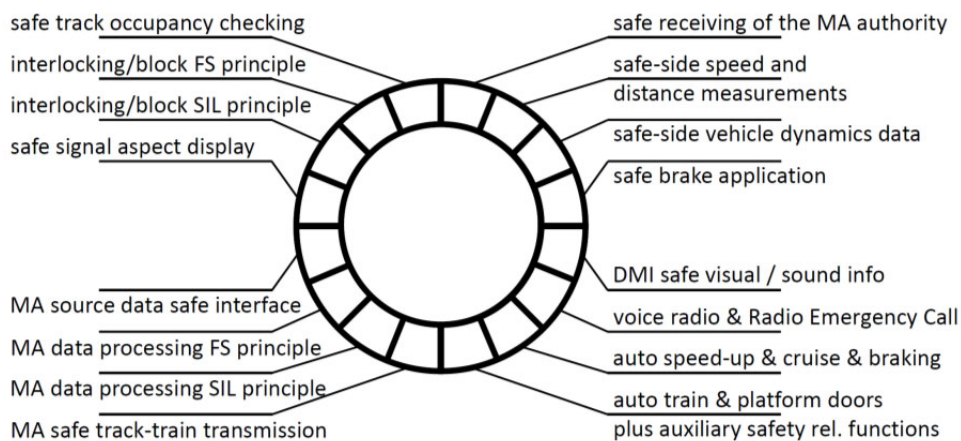 safe track occupancy checking
interlocking/block FS principle
interlocking/block SIL principle
safe signal aspect display
MA source data safe interface
MA data processing FS principle
MA data processing SIL principle
MA safe track-train transmission
safe receiving of the MA authority
safe-side speed and
distance measurements
safe-side vehicle dynamics data
safe brake application
DMI safe visual / sound info
voice radio & Radio Emergency Call
auto speed-up & cruise & braking
auto train & platform doors
plus auxiliary safety rel. functions